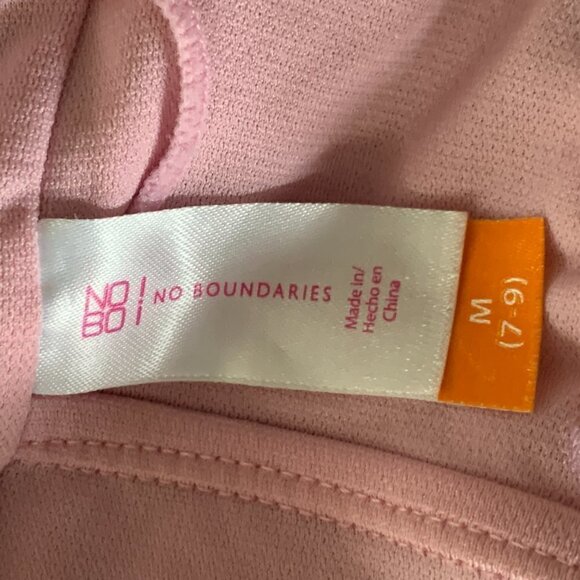 NO
BO
NO BOUNDARIES
Made in/
Hecho en
China
M
(7-9)